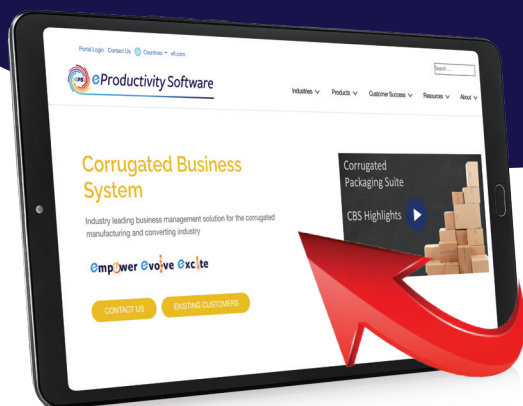 Portal Login Contact Us Countries efi.com
Search ...
ePS eProductivity Software
Industries Products Customer Success Resources About
Corrugated Business
System
Industry leading business management solution for the corrugated
manufacturing and converting industry
empower evolve excite
CONTACT US EXISTING CUSTOMERS
Corrugated
Packaging Suite
CBS Highlights